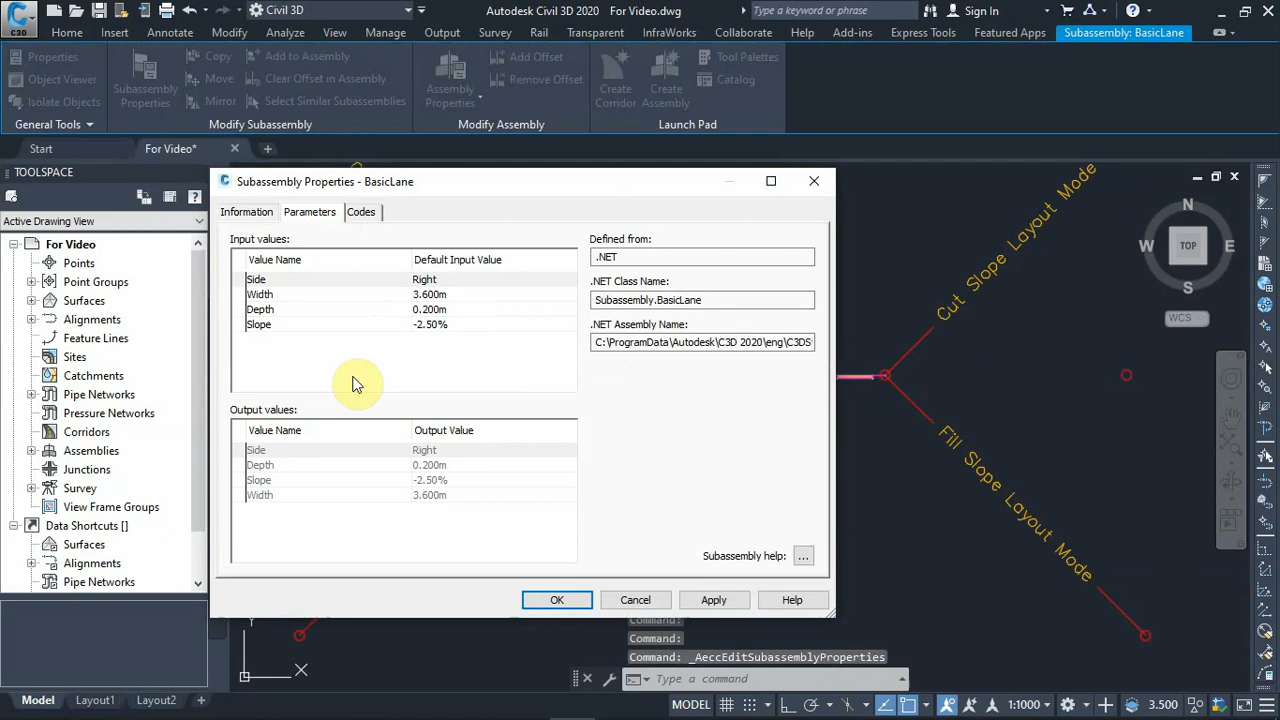 Civil 3D
Autodesk Civil 3D 2020 For Video.dwg
Type a keyword or phrase
Sign In
C3D
Home Insert Annotate Modify Analyze View Manage Output Survey Rail Transparent InfraWorks Collaborate Help Add-ins Express Tools Featured Apps Subassembly: BasicLane
Properties
Object Viewer
Isolate Objects
General Tools
Subassembly Properties
Copy
Move
Mirror
Add to Assembly
Clear Offset in Assembly
Select Similar Subassemblies
Modify Subassembly
Assembly Properties
Add Offset
Remove Offset
Modify Assembly
Create Corridor
Create Assembly
Tool Palettes
Catalog
Launch Pad
Start
For Video*
TOOLSPACE
Active Drawing View
For Video
Points
Point Groups
Surfaces
Alignments
Feature Lines
Sites
Catchments
Pipe Networks
Pressure Networks
Corridors
Assemblies
Junctions
Survey
View Frame Groups
Data Shortcuts []
Surfaces
Alignments
Pipe Networks
Subassembly Properties - BasicLane
Information Parameters Codes
Input values:
Value Name Default Input Value
Side Right
Width 3.600m
Depth 0.200m
Slope -2.50%
Output values:
Value Name Output Value
Side Right
Depth 0.200m
Slope -2.50%
Width 3.600m
Defined from:
.NET
.NET Class Name:
Subassembly.BasicLane
.NET Assembly Name:
C:\ProgramData\Autodesk\C3D 2020\eng\C3DS
Subassembly help: ...
OK Cancel Apply Help
Cut Slope Layout Mode
Fill Slope Layout Mode
N
W TOP E
S
WCS
Y
X
Command:
Command:
Command: _AeccEditSubassemblyProperties
Type a command
Model Layout1 Layout2
MODEL
1:1000
3.500